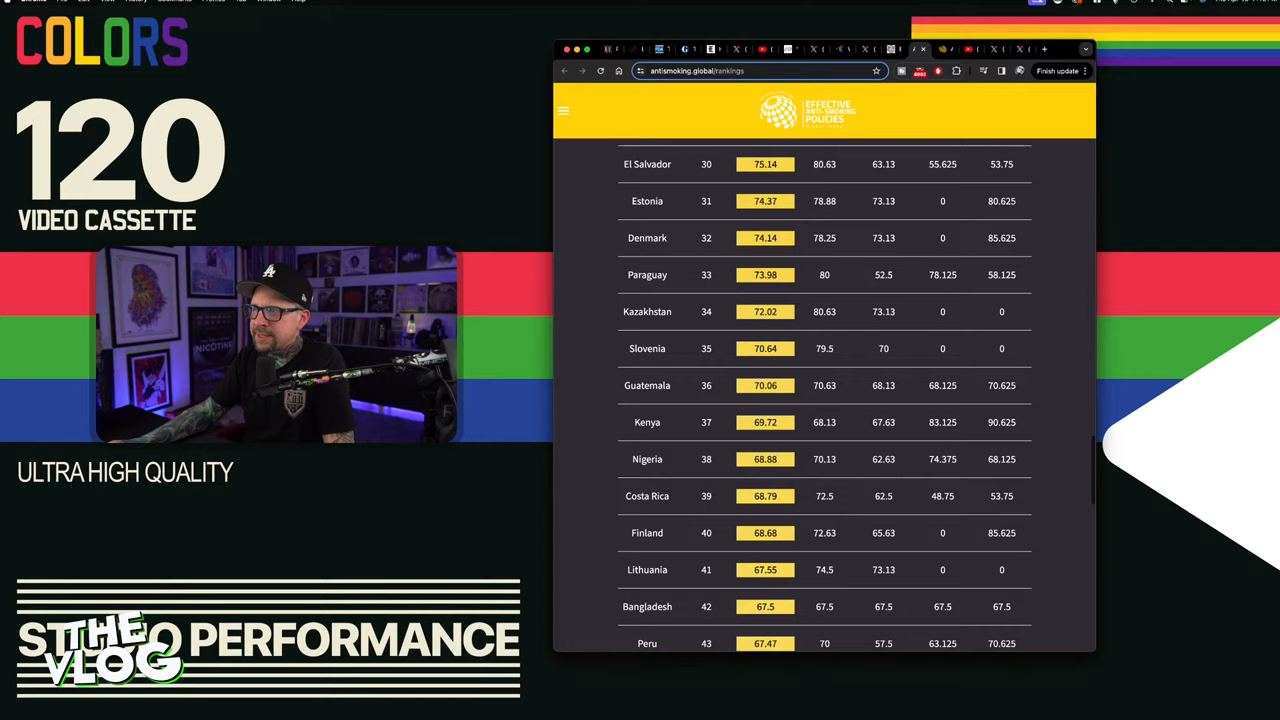 COLORS
120
VIDEO CASSETTE
ULTRA HIGH QUALITY
PERFORMANCE
THE
VLOG
NICOTINE
antismoking.global/rankings
4692
Finish update
EFFECTIVE
ANTI-SMOKING
POLICIES
El Salvador 30 75.14 80.63 63.13 55.625 53.75
Estonia 31 74.37 78.88 73.13 0 80.625
Denmark 32 74.14 78.25 73.13 0 85.625
Paraguay 33 73.98 80 52.5 78.125 58.125
Kazakhstan 34 72.02 80.63 73.13 0 0
Slovenia 35 70.64 79.5 70 0 0
Guatemala 36 70.06 70.63 68.13 68.125 70.625
Kenya 37 69.72 68.13 67.63 83.125 90.625
Nigeria 38 68.88 70.13 62.63 74.375 68.125
Costa Rica 39 68.79 72.5 62.5 48.75 53.75
Finland 40 68.68 72.63 65.63 0 85.625
Lithuania 41 67.55 74.5 73.13 0 0
Bangladesh 42 67.5 67.5 67.5 67.5 67.5
Peru 43 67.47 70 57.5 63.125 70.625